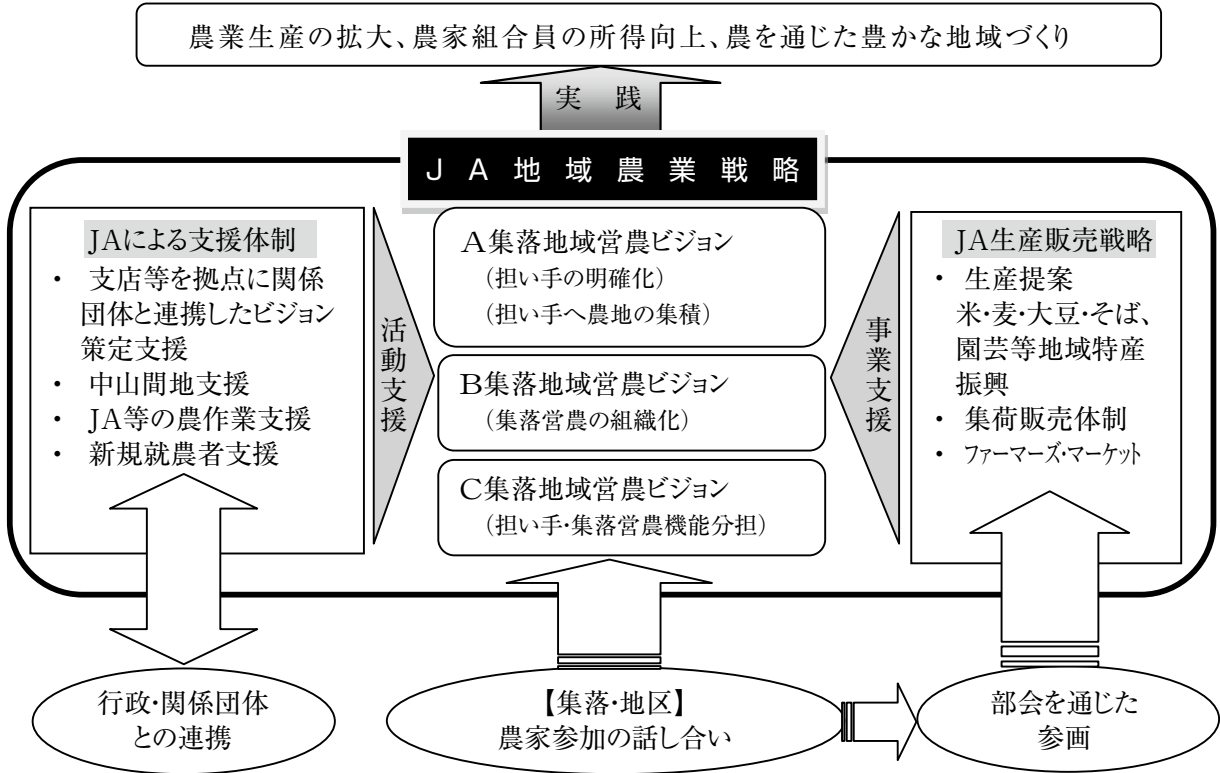 農業生産の拡大、農家組合員の所得向上、農を通じた豊かな地域づくり
実 践
JA地域農業戦略
JAによる支援体制
・ 支店等を拠点に関係
団体と連携したビジョン
策定支援
・ 中山間地支援
・ JA等の農作業支援
・ 新規就農者支援
活動支援
A集落地域営農ビジョン
(担い手の明確化)
(担い手へ農地の集積)
B集落地域営農ビジョン
(集落営農の組織化)
C集落地域営農ビジョン
(担い手・集落営農機能分担)
事業支援
JA生産販売戦略
・ 生産提案
米・麦・大豆・そば、
園芸等地域特産
振興
・ 集荷販売体制
・ ファーマーズ・マーケット
行政・関係団体
との連携
【集落・地区】
農家参加の話し合い
部会を通じた
参画